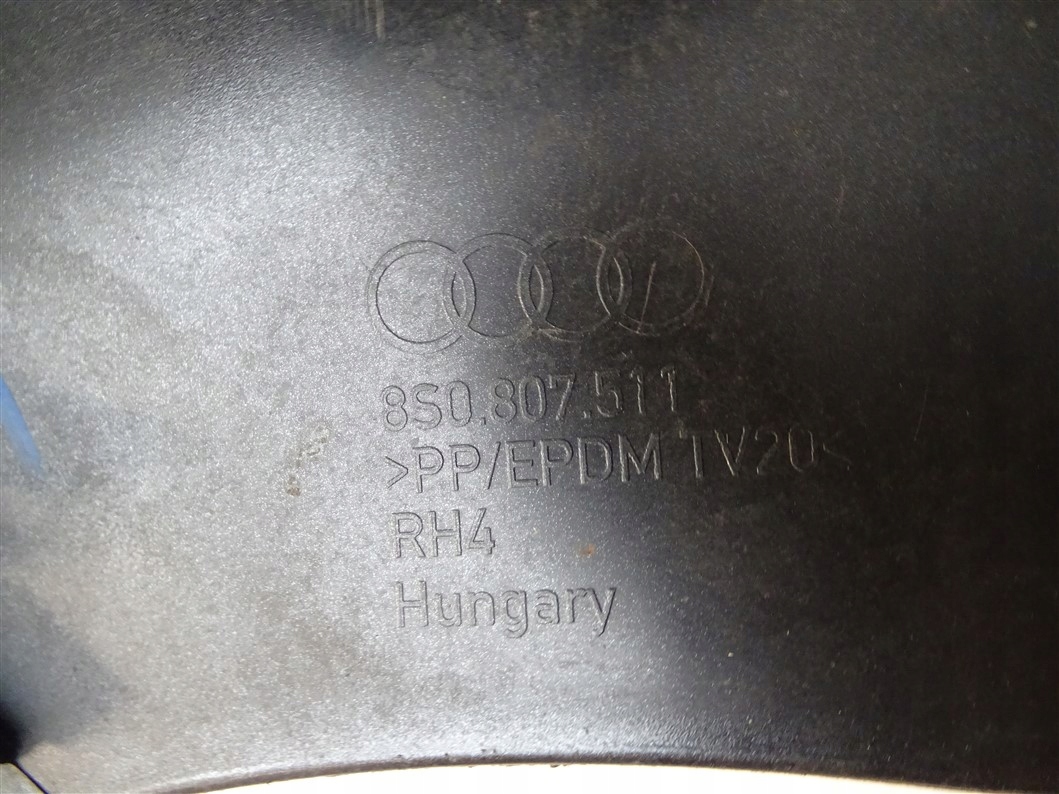 8S0.807.511
>PP/EPDM TV20<
RH4
Hungary